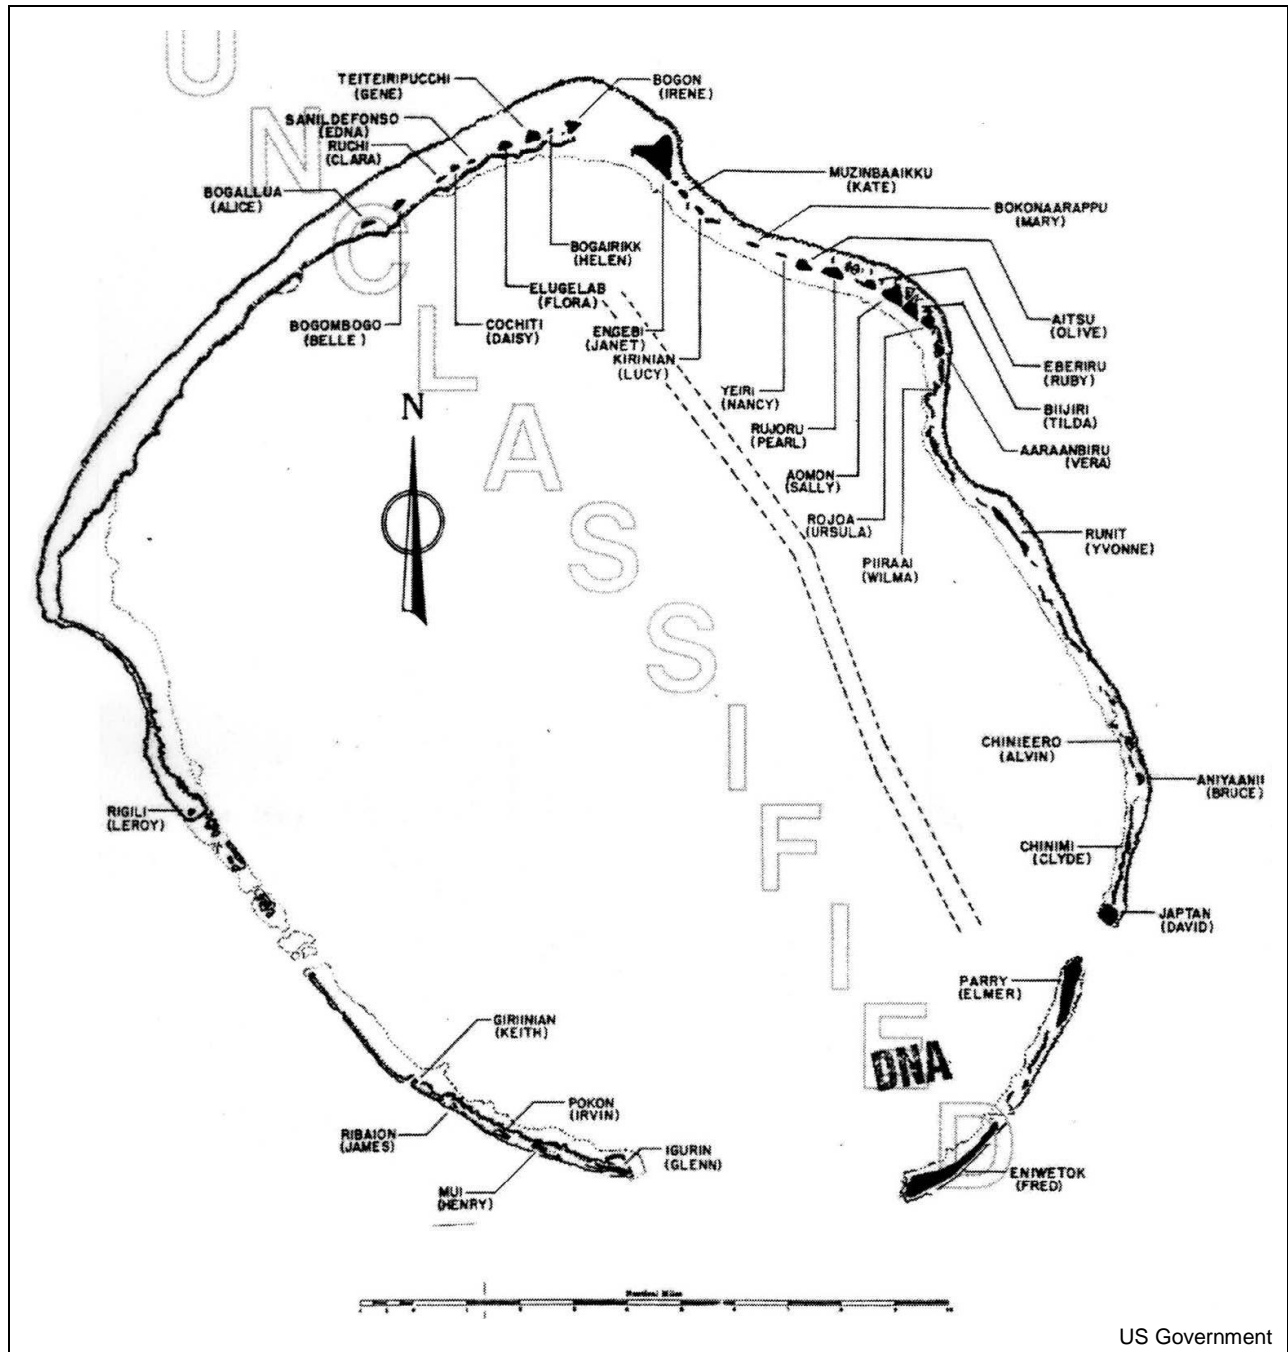 UNCLASSIFIED
TEITEIRIPUCCHI
(GENE)
BOGON
(IRENE)
SANILDEFONSO
(EDNA)
RUCHI
(CLARA)
BOGALLUA
(ALICE)
MUZINBAAIKKU
(KATE)
BOKONAARAPPU
(MARY)
BOGAIRIKK
(HELEN)
ELUGELAB
(FLORA)
BOGOMBOGO
(BELLE)
COCHITI
(DAISY)
ENGEBI
(JANET)
KIRINIAN
(LUCY)
AITSU
(OLIVE)
EBERIRU
(RUBY)
YEIRI
(NANCY)
BIIJIRI
(TILDA)
RUJORU
(PEARL)
AARAANBIRU
(VERA)
AOMON
(SALLY)
ROJOA
(URSULA)
RUNIT
(YVONNE)
PIIRAAI
(WILMA)
N
CHINIEERO
(ALVIN)
ANIYAANII
(BRUCE)
RIGILI
(LEROY)
CHINIMI
(CLYDE)
JAPTAN
(DAVID)
PARRY
(ELMER)
GIRIINIAN
(KEITH)
DNA
POKON
(IRVIN)
RIBAION
(JAMES)
IGURIN
(GLENN)
MUI
(HENRY)
ENIWETOK
(FRED)
Nautical Miles
US Government